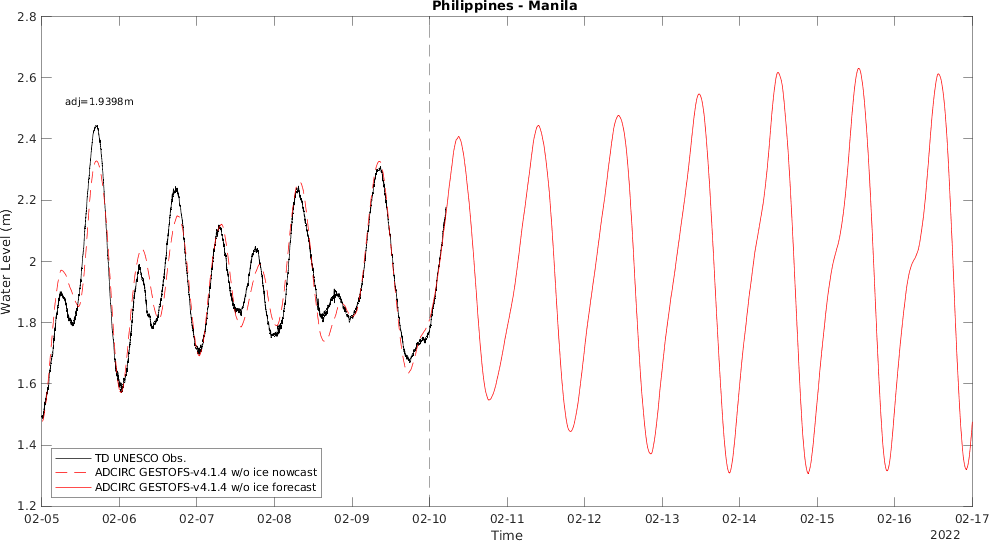 Philippines - Manila
2.8
2.6
2.4
2.2
2
1.8
1.6
1.4
1.2
Water Level (m)
adj=1.9398m
TD UNESCO Obs.
ADCIRC GESTOFS-v4.1.4 w/o ice nowcast
ADCIRC GESTOFS-v4.1.4 w/o ice forecast
02-05 02-06 02-07 02-08 02-09 02-10 02-11 02-12 02-13 02-14 02-15 02-16 02-17
Time
2022